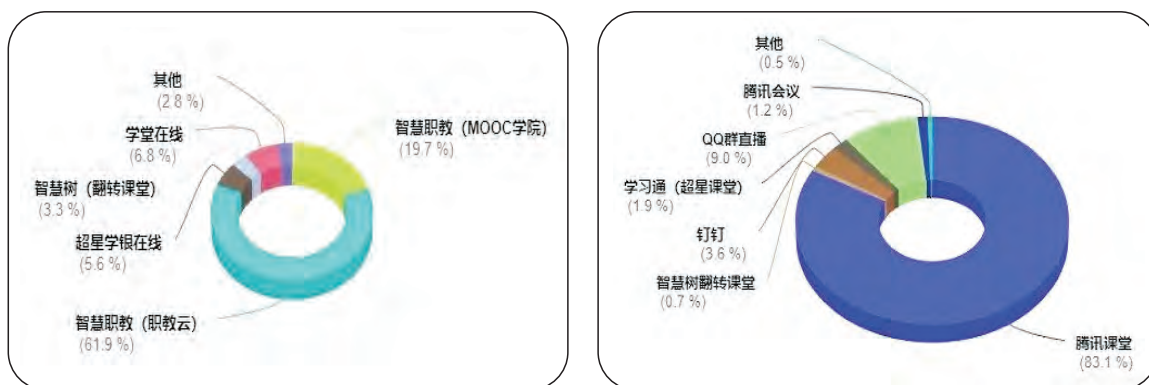 其他
(2.8 %)
学堂在线
(6.8 %)
智慧树（翻转课堂）
(3.3 %)
超星学银在线
(5.6 %)
智慧职教（职教云）
(61.9 %)
智慧职教（MOOC学院）
(19.7 %)
其他
(0.5 %)
腾讯会议
(1.2 %)
QQ群直播
(9.0 %)
学习通（超星课堂）
(1.9 %)
钉钉
(3.6 %)
智慧树翻转课堂
(0.7 %)
腾讯课堂
(83.1 %)